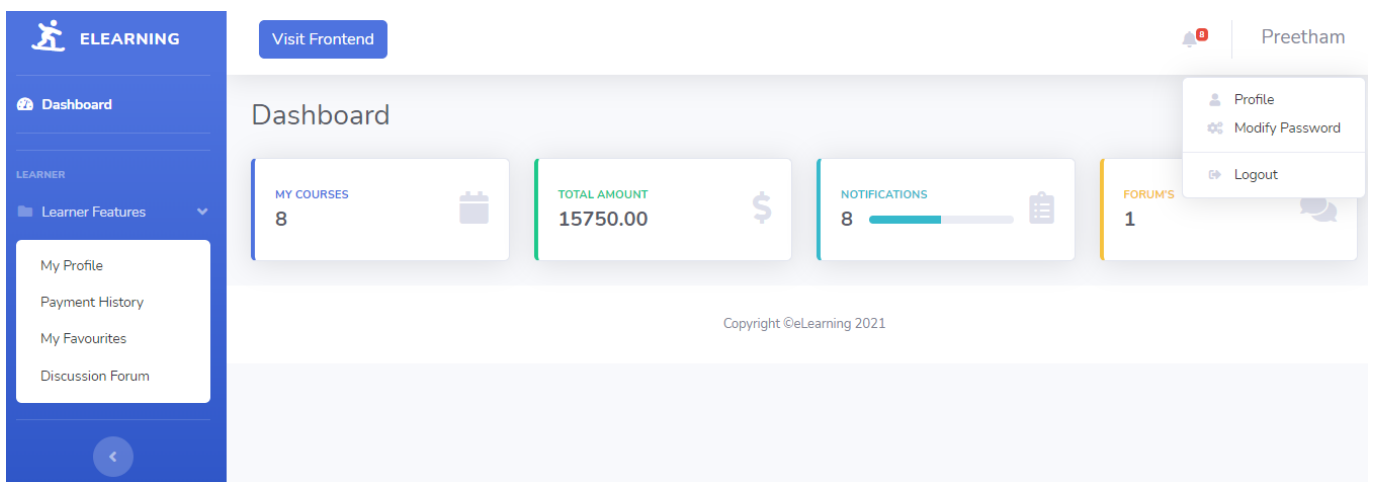 ELEARNING
Visit Frontend
8
Preetham
Dashboard
Profile
Modify Password
Logout
Dashboard
LEARNER
Learner Features
My Profile
Payment History
My Favourites
Discussion Forum
MY COURSES
8
TOTAL AMOUNT
15750.00
NOTIFICATIONS
8
FORUM'S
1
Copyright ©eLearning 2021